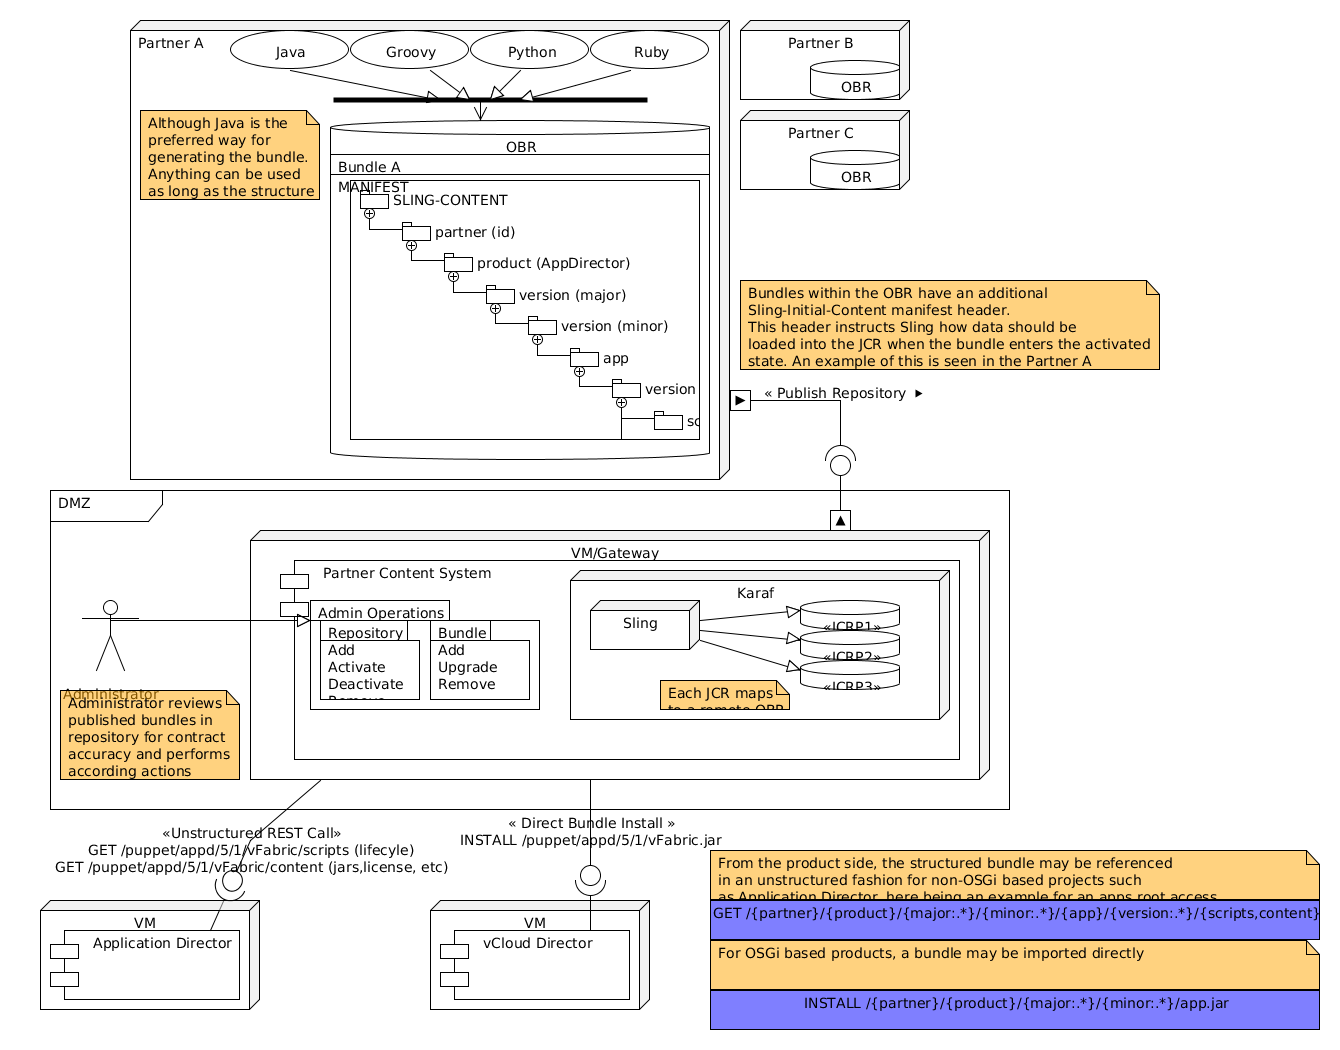 Partner A
Java
Groovy
Python
Ruby
Partner B
OBR
Partner C
OBR
Although Java is the
preferred way for
generating the bundle.
Anything can be used
as long as the structure
OBR
Bundle A
MANIFEST
SLING-CONTENT
partner (id)
product (AppDirector)
version (major)
version (minor)
app
version
Bundles within the OBR have an additional
Sling-Initial-Content manifest header.
This header instructs Sling how data should be
loaded into the JCR when the bundle enters the activated
state. An example of this is seen in the Partner A
« Publish Repository
DMZ
VM/Gateway
Partner Content System
Karaf
Sling
«JCRP1»
«JCRP2»
«JCRP3»
Admin Operations
Repository
Add
Activate
Deactivate
Remove
Bundle
Add
Upgrade
Remove
Each JCR maps
to a remote OBR
Administrator
Administrator reviews
published bundles in
repository for contract
accuracy and performs
according actions
«Unstructured REST Call»
GET /puppet/appd/5/1/vFabric/scripts (lifecyle)
GET /puppet/appd/5/1/vFabric/content (jars,license, etc)
« Direct Bundle Install »
INSTALL /puppet/appd/5/1/vFabric.jar
VM
Application Director
VM
vCloud Director
From the product side, the structured bundle may be referenced
in an unstructured fashion for non-OSGi based projects such
as Application Director, here being an example for an apps root access
GET /{partner}/{product}/{major:.*}/{minor:.*}/{app}/{version:.*}/{scripts,content}
For OSGi based products, a bundle may be imported directly
INSTALL /{partner}/{product}/{major:.*}/{minor:.*}/app.jar